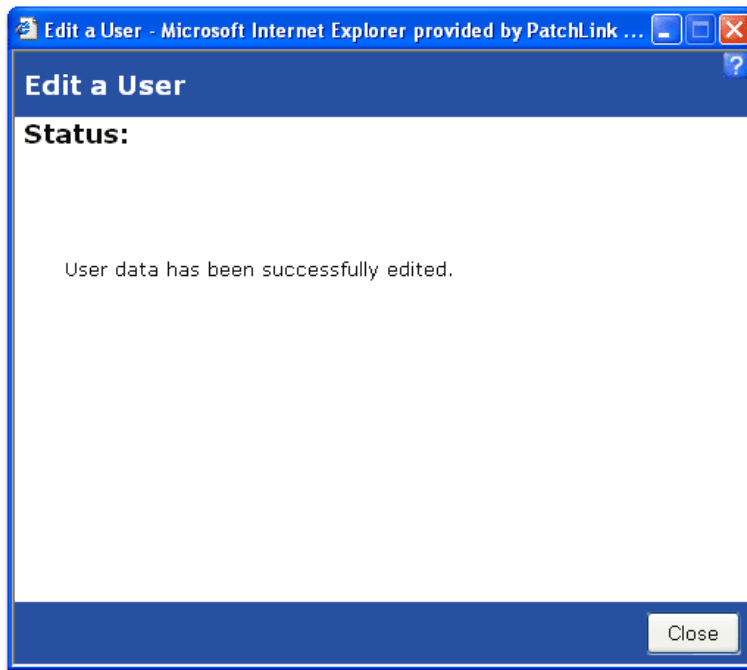 Edit a User - Microsoft Internet Explorer provided by PatchLink ...
?
Edit a User
Status:
User data has been successfully edited.
Close